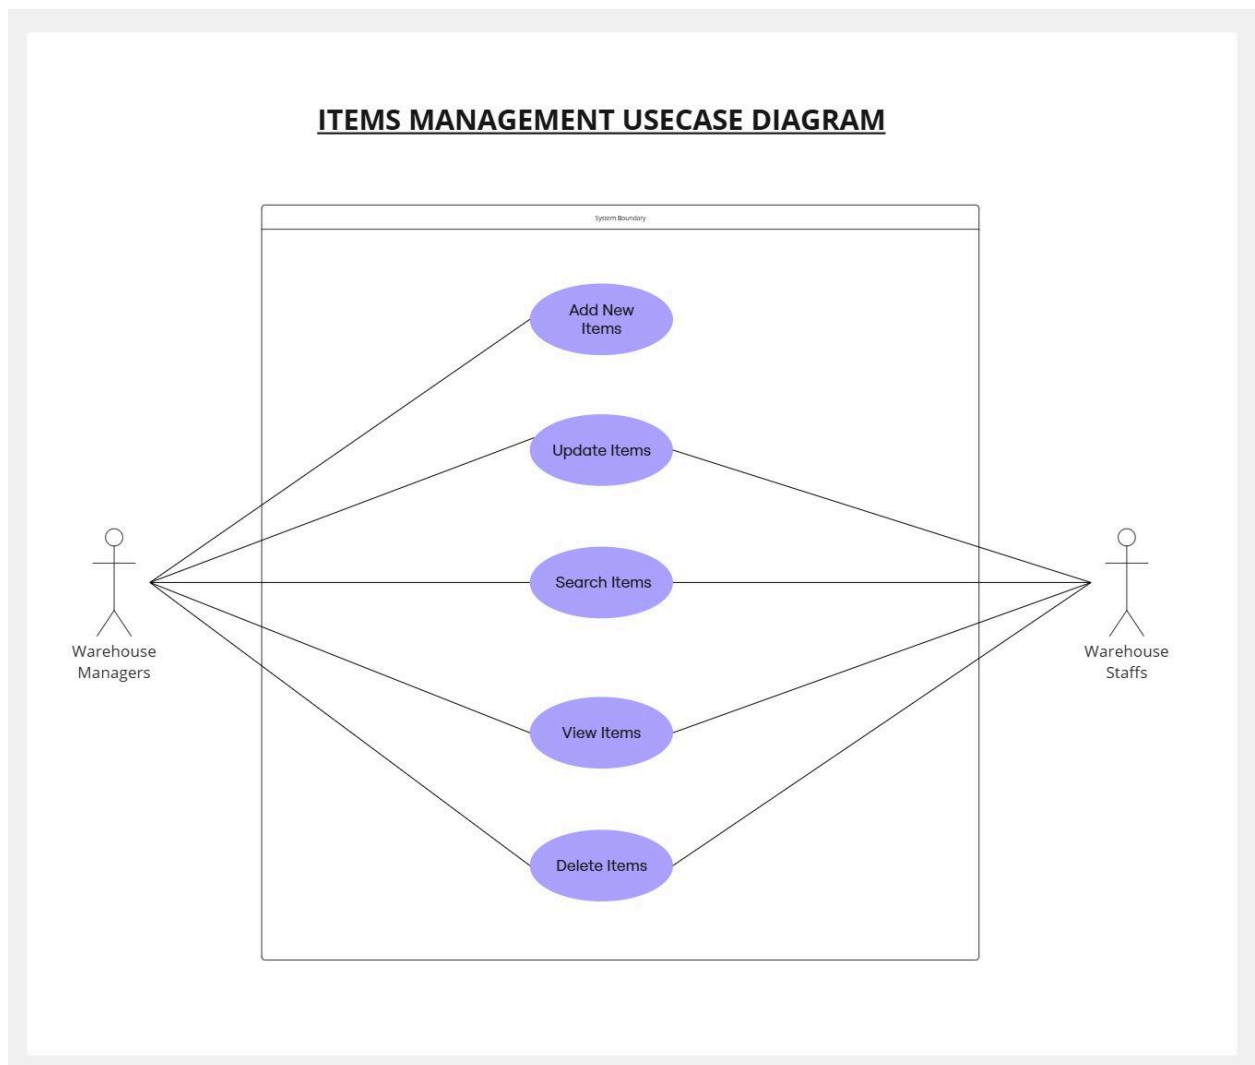 ITEMS MANAGEMENT USECASE DIAGRAM
System Boundary
Add New
Items
Update Items
Search Items
Warehouse
Managers
Warehouse
Staffs
View Items
Delete Items